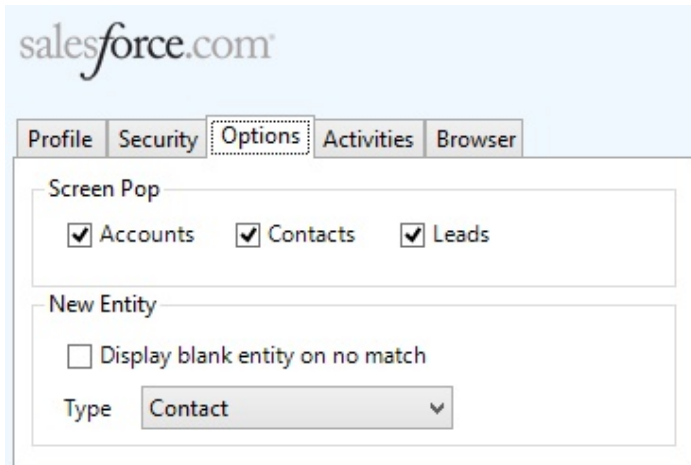 salesforce.com
Profile Security Options Activities Browser
Screen Pop
Accounts Contacts Leads
New Entity
Display blank entity on no match
Type Contact